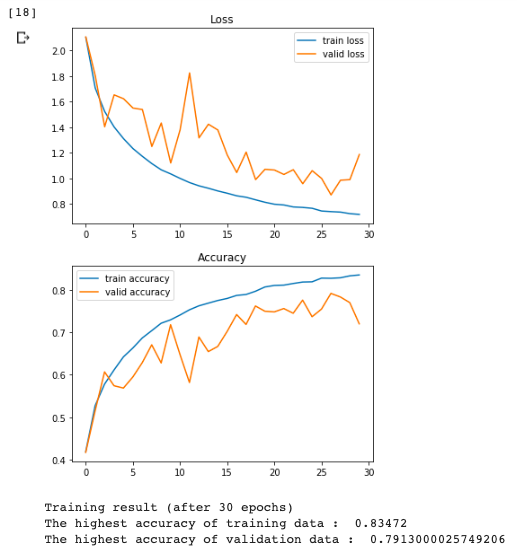 [18]
Loss
train loss
valid loss
2.0
1.8
1.6
1.4
1.2
1.0
0.8
0 5 10 15 20 25 30
Accuracy
train accuracy
valid accuracy
0.8
0.7
0.6
0.5
0.4
0 5 10 15 20 25 30
Training result (after 30 epochs)
The highest accuracy of training data :  0.83472
The highest accuracy of validation data :  0.7913000025749206